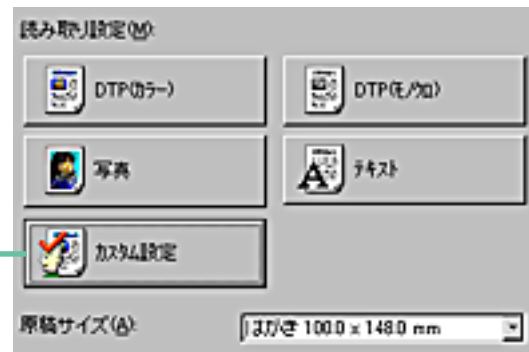 読み取り設定(M):
DTP(カラー)
DTP(モノクロ)
写真
テキスト
カスタム設定
原稿サイズ(A):
はがき 100.0 x 148.0 mm